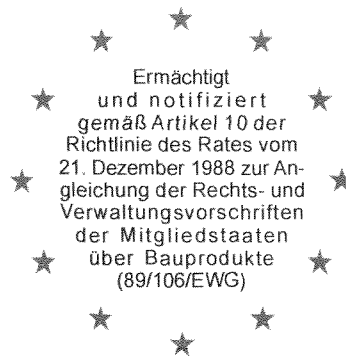 Ermächtigt
und notifiziert
gemäß Artikel 10 der
Richtlinie des Rates vom
21. Dezember 1988 zur An-
gleichung der Rechts- und
Verwaltungsvorschriften
der Mitgliedstaaten
über Bauprodukte
(89/106/EWG)